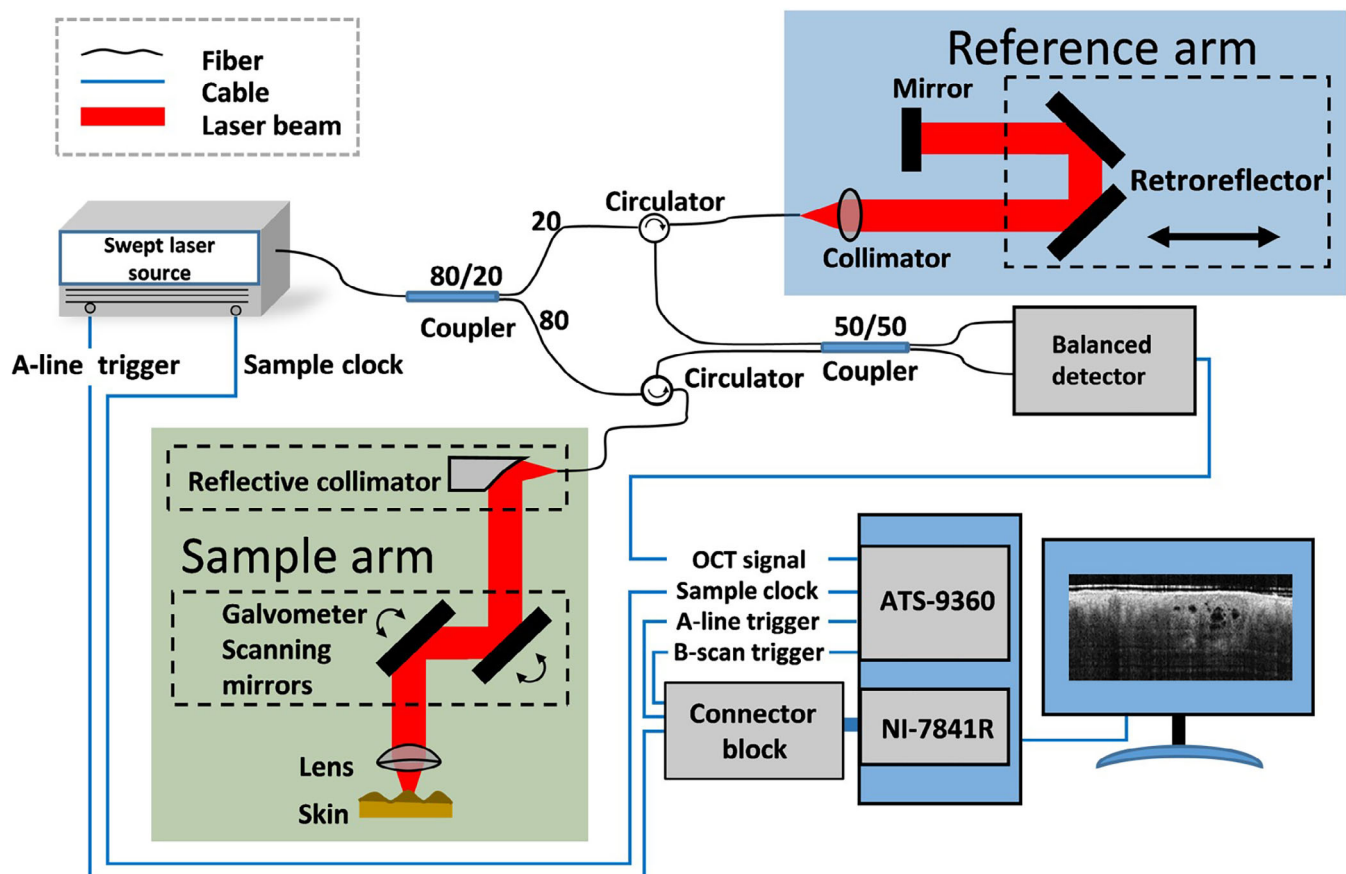 Fiber
Cable
Laser beam
Reference arm
Mirror
Retroreflector
Collimator
Swept laser
source
80/20
Coupler
20
80
Circulator
Circulator
50/50
Coupler
Balanced
detector
A-line trigger
Sample clock
Reflective collimator
Sample arm
Galvometer
Scanning
mirrors
Lens
Skin
OCT signal
Sample clock
A-line trigger
B-scan trigger
ATS-9360
Connector
block
NI-7841R